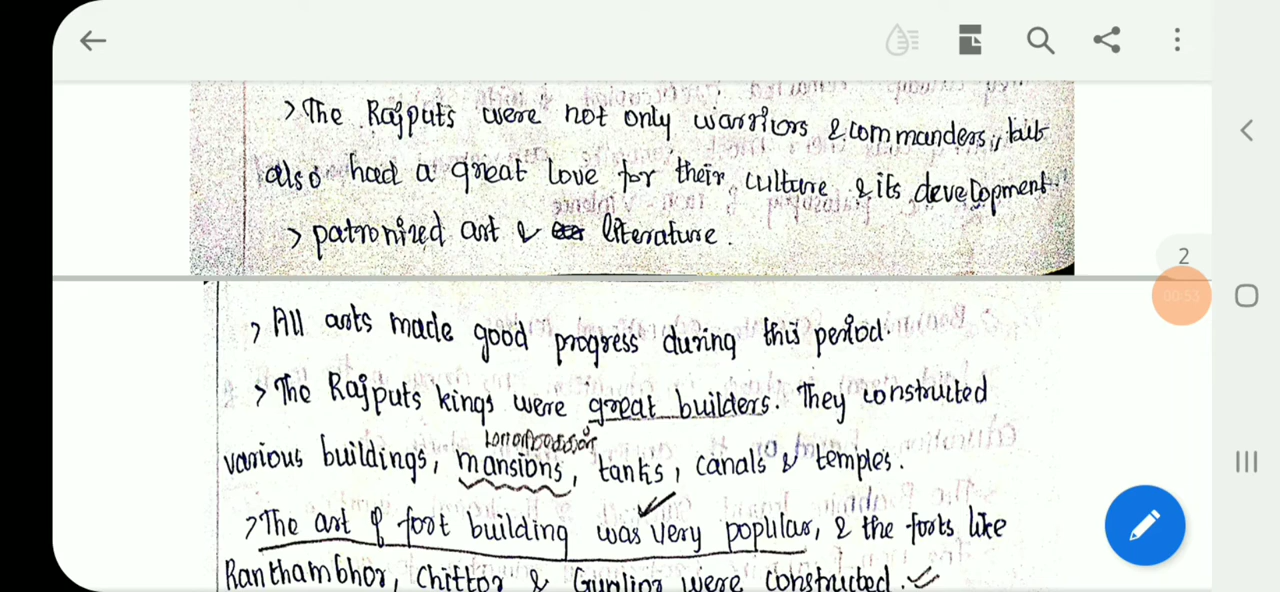 > The Rajputs were not only warriors & commanders, but
also had a great love for their culture & its development.
> patronized art & literature.
2
00:53
> All arts made good progress during this period.
> The Rajputs kings were great builders. They constructed
various buildings, mansions, tanks, canals & temples.
> The art of fort building was very popular, & the forts like
Ranthambhor, Chittor & were constructed.